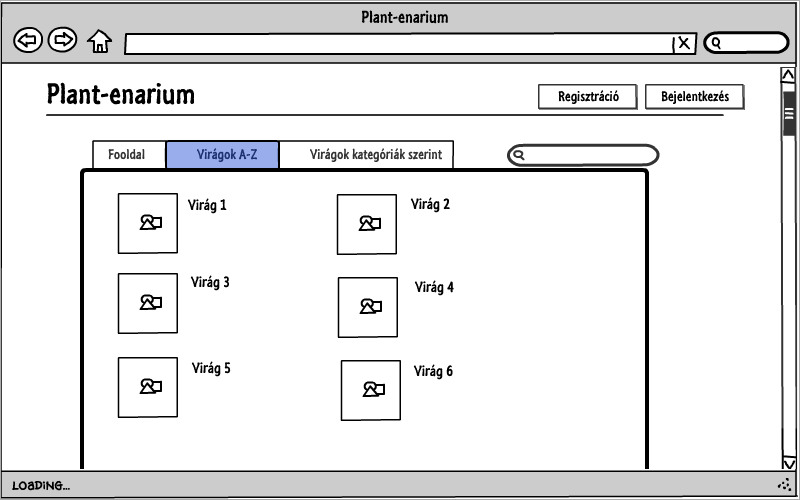 Plant-enarium
X
Plant-enarium
Regisztráció
Bejelentkézés
Fooldal
Virágok A-Z
Virágok kategóriák szerint
Virág 1
Virág 2
Virág 3
Virág 4
Virág 5
Virág 6
LOADING...